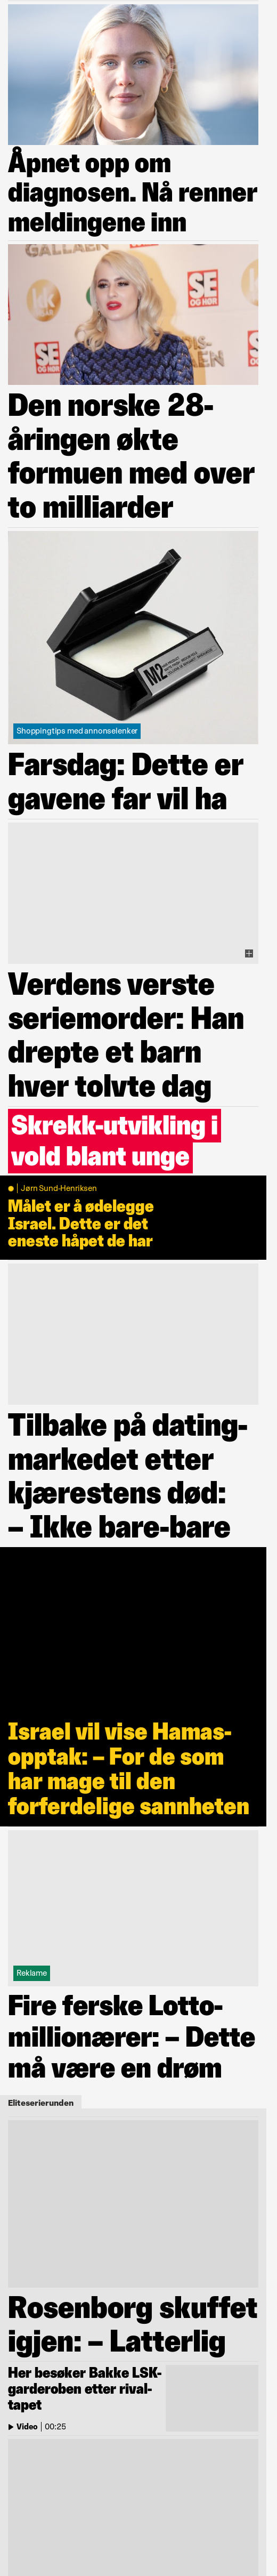 Åpnet opp om
diagnosen. Nå renner
meldingene inn
GALLAEN
kk
SE
OG HØR
SE
OG HØR
Den norske 28-
åringen økte
formuen med over
to milliarder
M2
Shoppingtips med annonselenker
Farsdag: Dette er
gavene far vil ha
Verdens verste
seriemorder: Han
drepte et barn
hver tolvte dag
Skrekk-utvikling i
vold blant unge
Jørn Sund-Henriksen
Målet er å ødelegge
Israel. Dette er det
eneste håpet de har
Tilbake på dating-
markedet etter
kjærestens død:
– Ikke bare-bare
Israel vil vise Hamas-
opptak: – For de som
har mage til den
forferdelige sannheten
Reklame
Fire ferske Lotto-
millionærer: – Dette
må være en drøm
Eliteserierunden
Rosenborg skuffet
igjen: – Latterlig
Her besøker Bakke LSK-
garderoben etter rival-
tapet
Video | 00:25